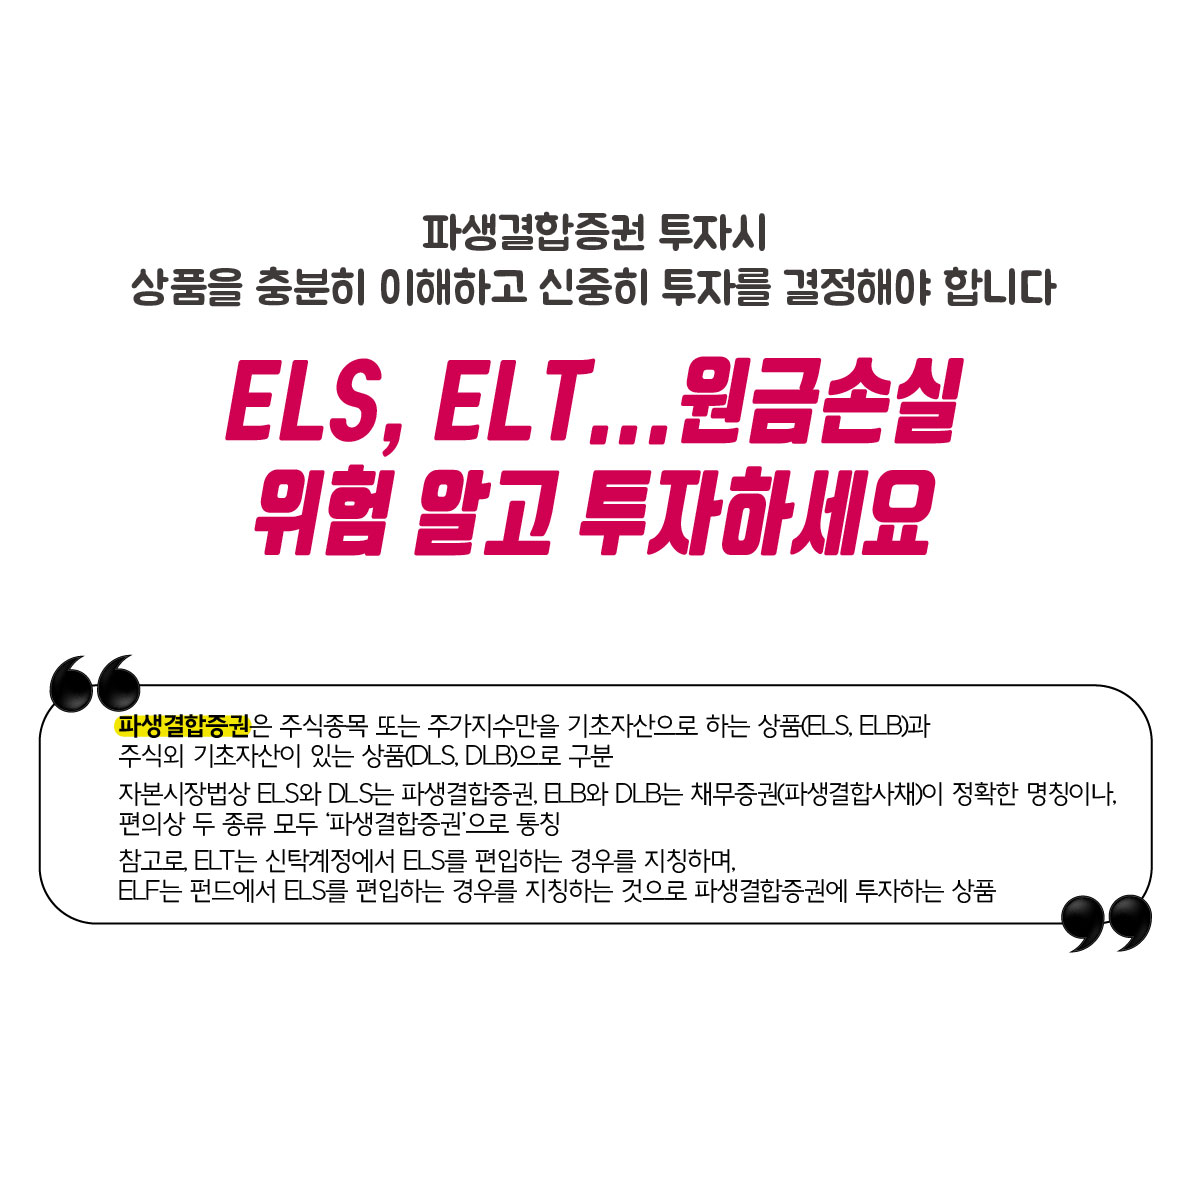 파생결합증권 투자시
상품을 충분히 이해하고 신중히 투자를 결정해야 합니다
ELS, ELT...원금손실
위험 알고 투자하세요
파생결합증권은 주식종목 또는 주가지수만을 기초자산으로 하는 상품(ELS, ELB)과
주식외 기초자산이 있는 상품(DLS, DLB)으로 구분
자본시장법상 ELS와 DLS는 파생결합증권, ELB와 DLB는 채무증권(파생결합사채)이 정확한 명칭이나,
편의상 두 종류 모두 ‘파생결합증권’으로 통칭
참고로, ELT는 신탁계정에서 ELS를 편입하는 경우를 지칭하며,
ELF는 펀드에서 ELS를 편입하는 경우를 지칭하는 것으로 파생결합증권에 투자하는 상품